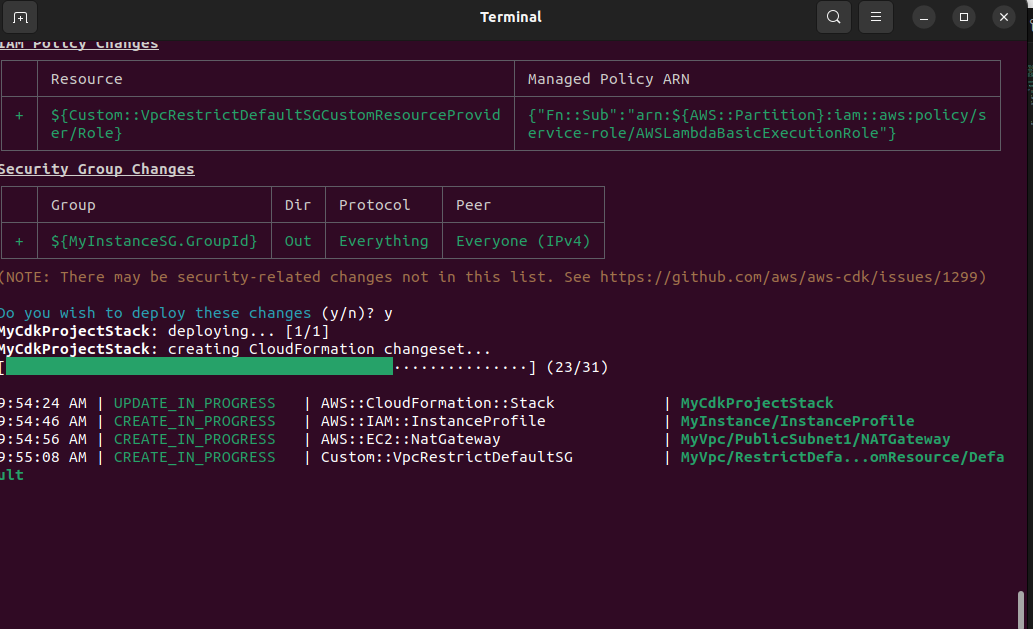 Terminal
IAM Policy Changes
Resource Managed Policy ARN
+ ${Custom::VpcRestrictDefaultSGCustomResourceProvid {"Fn::Sub":"arn:${AWS::Partition}:iam::aws:policy/s
er/Role} ervice-role/AWSLambdaBasicExecutionRole"}
Security Group Changes
Group Dir Protocol Peer
+ ${MyInstanceSG.GroupId} Out Everything Everyone (IPv4)
(NOTE: There may be security-related changes not in this list. See https://github.com/aws/aws-cdk/issues/1299)
Do you wish to deploy these changes (y/n)? y
MyCdkProjectStack: deploying... [1/1]
MyCdkProjectStack: creating CloudFormation changeset...
[···············] (23/31)
9:54:24 AM | UPDATE_IN_PROGRESS | AWS::CloudFormation::Stack | MyCdkProjectStack
9:54:46 AM | CREATE_IN_PROGRESS | AWS::IAM::InstanceProfile | MyInstance/InstanceProfile
9:54:56 AM | CREATE_IN_PROGRESS | AWS::EC2::NatGateway | MyVpc/PublicSubnet1/NATGateway
9:55:08 AM | CREATE_IN_PROGRESS | Custom::VpcRestrictDefaultSG | MyVpc/RestrictDefa...omResource/Defa
ult